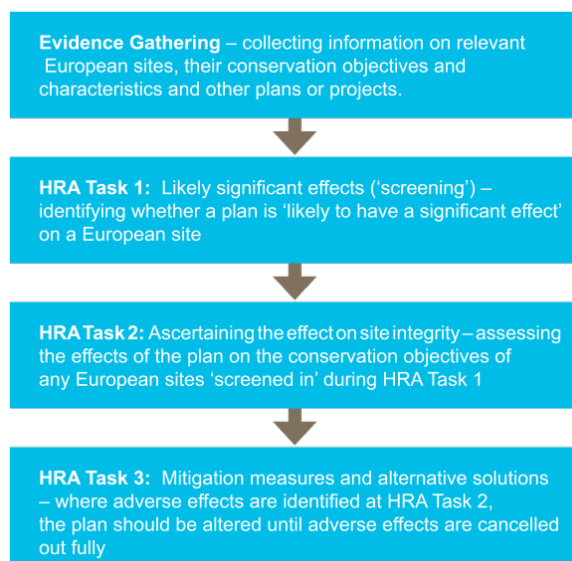 Evidence Gathering – collecting information on relevant
European sites, their conservation objectives and
characteristics and other plans or projects.
HRA Task 1: Likely significant effects (‘screening’) –
identifying whether a plan is ‘likely to have a significant effect’
on a European site
HRA Task 2: Ascertaining the effect on site integrity – assessing
the effects of the plan on the conservation objectives of
any European sites ‘screened in’ during HRA Task 1
HRA Task 3: Mitigation measures and alternative solutions
– where adverse effects are identified at HRA Task 2,
the plan should be altered until adverse effects are cancelled
out fully